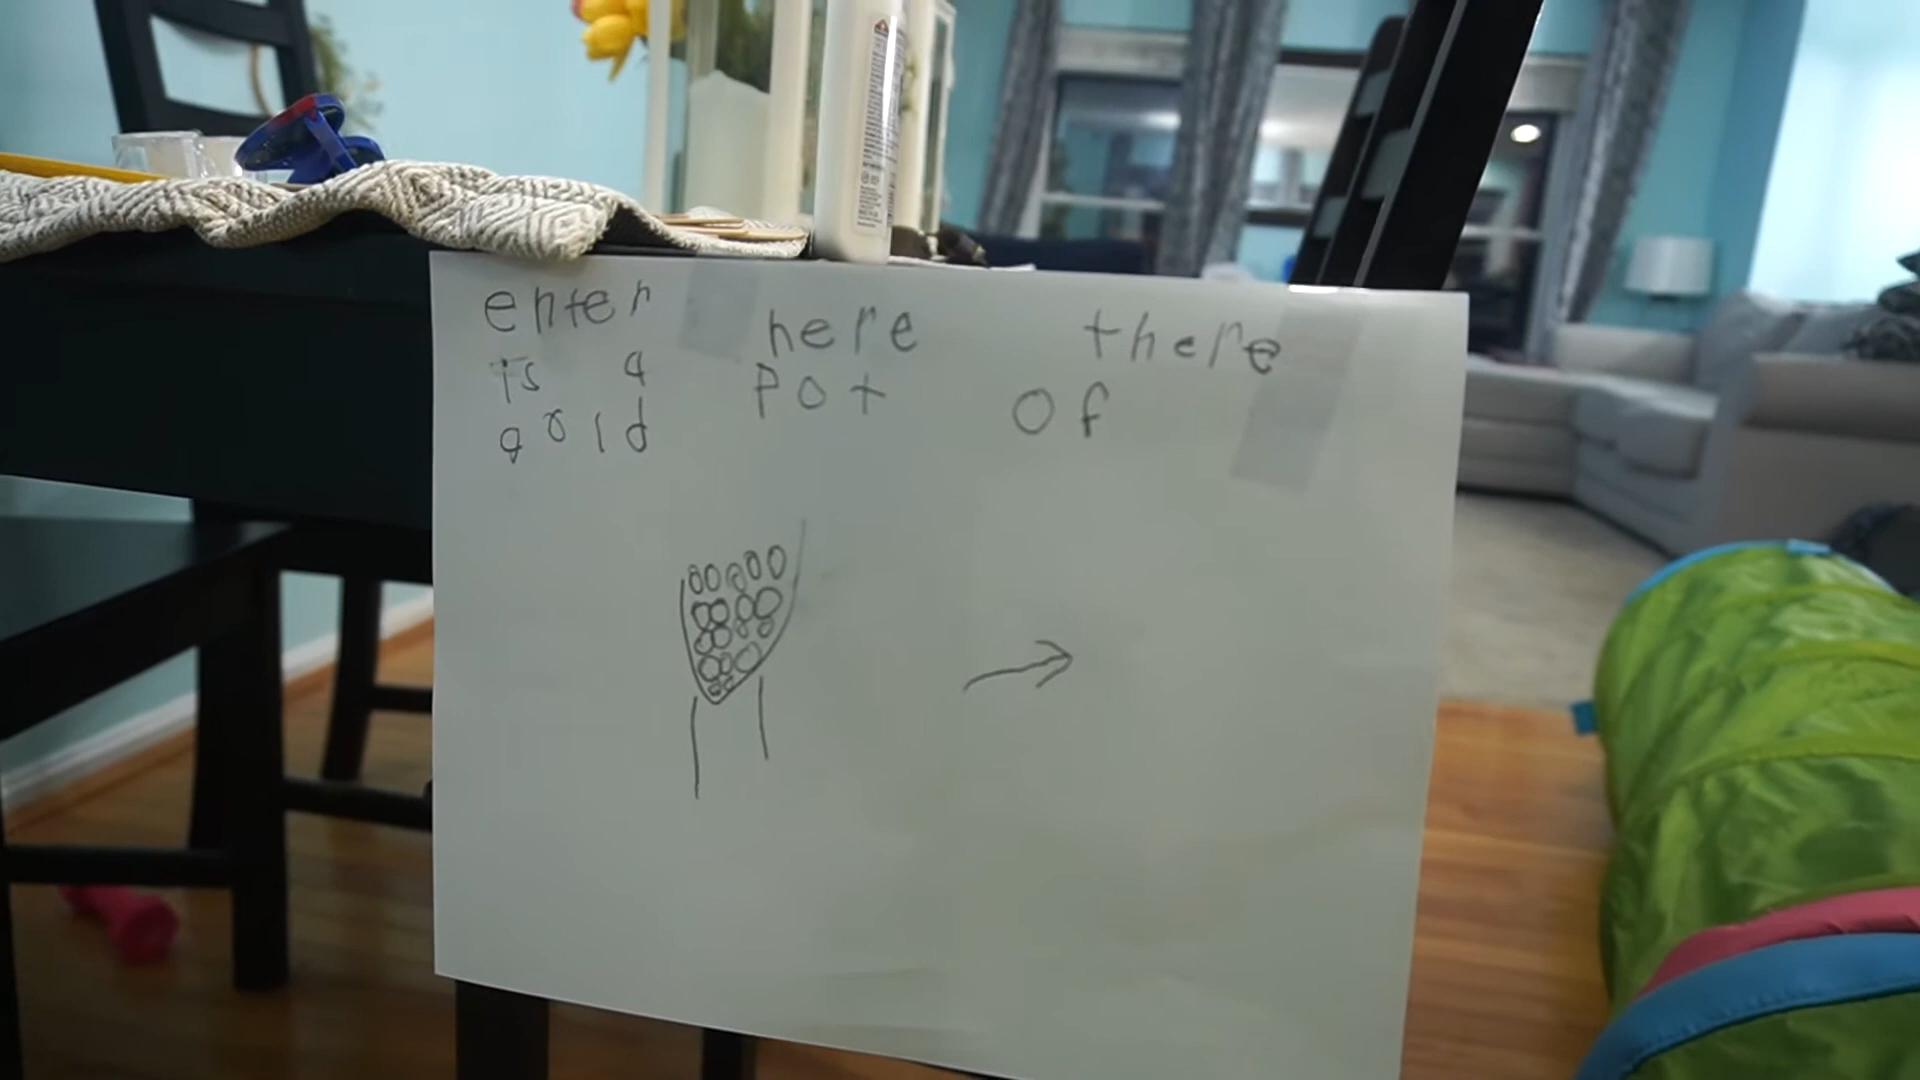 enter here there
is a pot of
gold